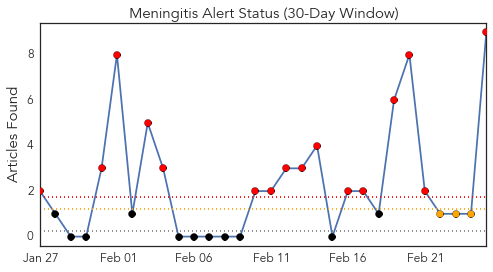 Meningitis Alert Status (30-Day Window)
Articles Found
8
6
4
2
0
Jan 27 Feb 01 Feb 06 Feb 11 Feb 16 Feb 21